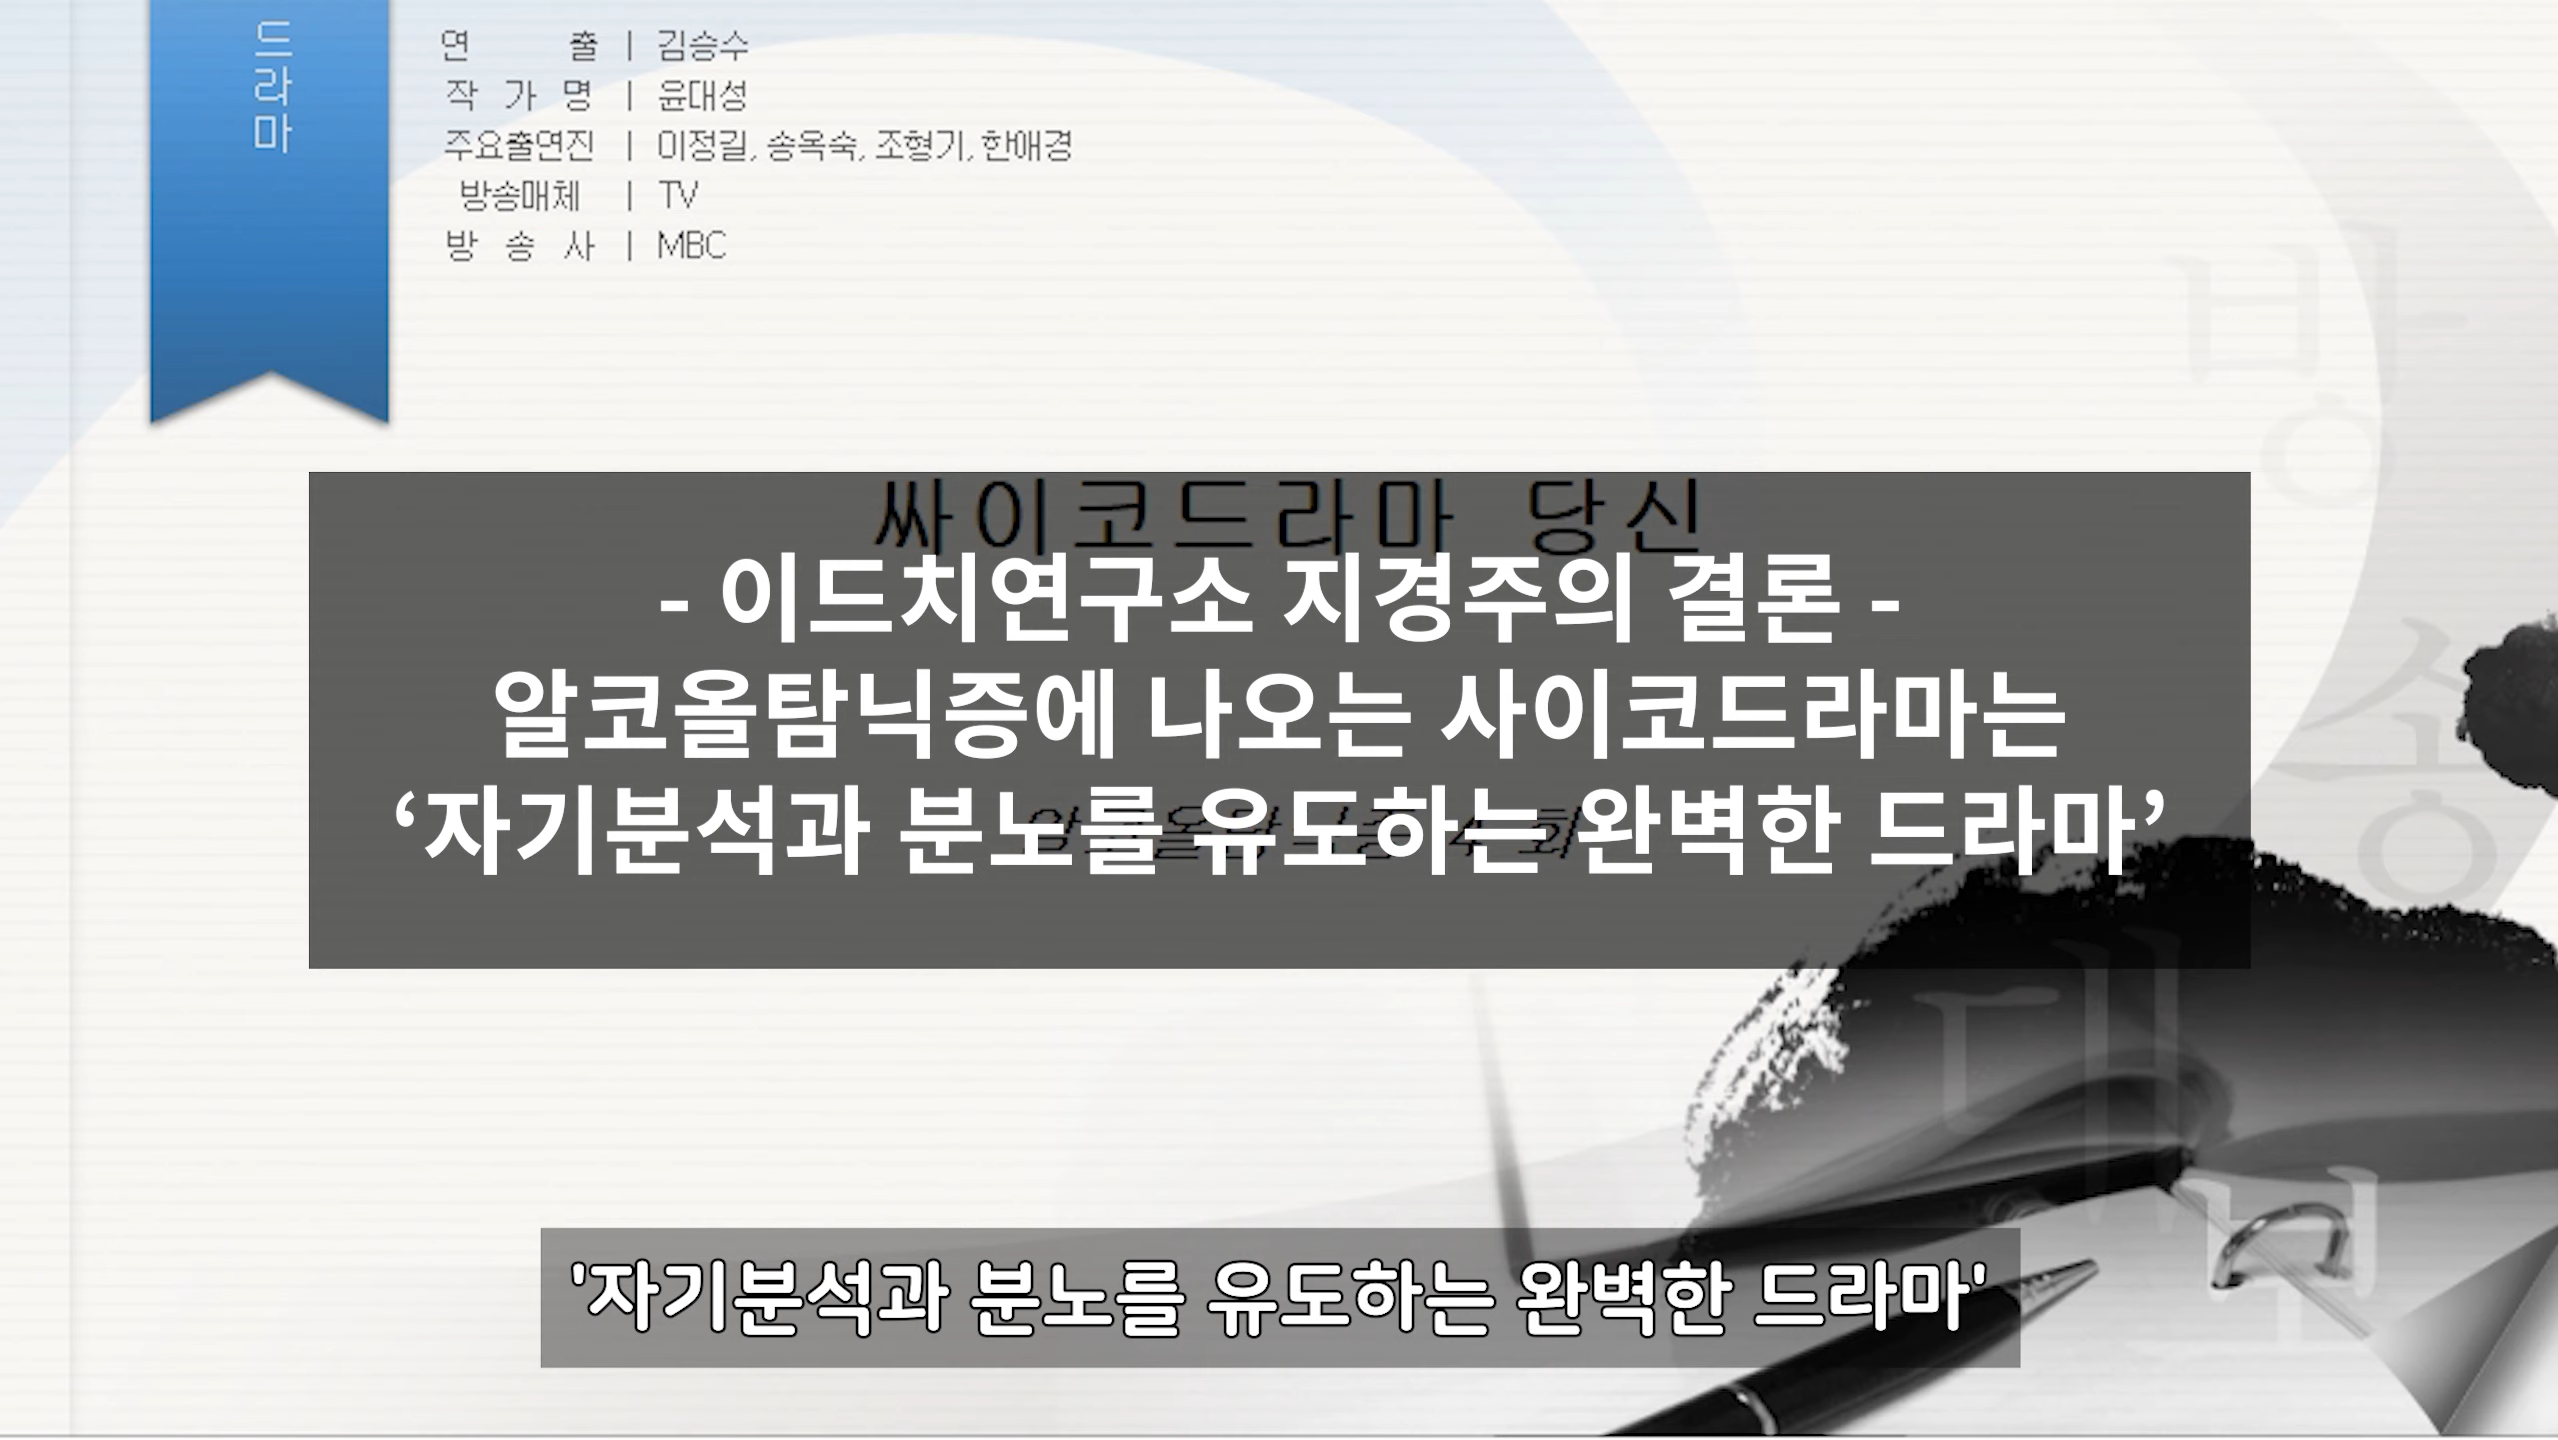 드라마
연 출 | 김승수
작 가 명 | 윤대성
주요출연진 | 이정길, 송옥숙, 조형기, 한애경
방송매체 | TV
방 송 사 | MBC
싸이코드라마 당신
- 이드치연구소 지경주의 결론 -
알코올탐닉증에 나오는 사이코드라마는
‘자기분석과 분노를 유도하는 완벽한 드라마’
방송대본
'자기분석과 분노를 유도하는 완벽한 드라마'